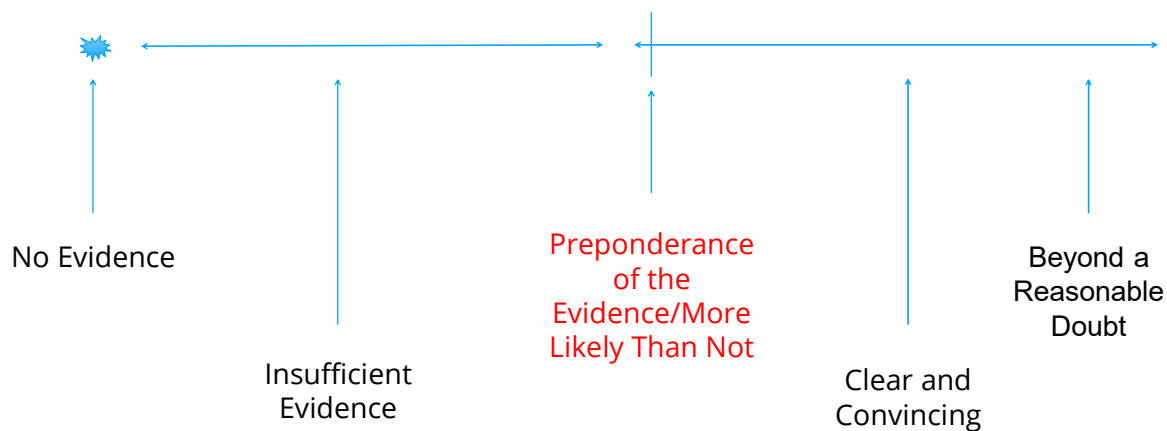 No Evidence
Insufficient
Evidence
Preponderance
of the
Evidence/More
Likely Than Not
Clear and
Convincing
Beyond a
Reasonable
Doubt